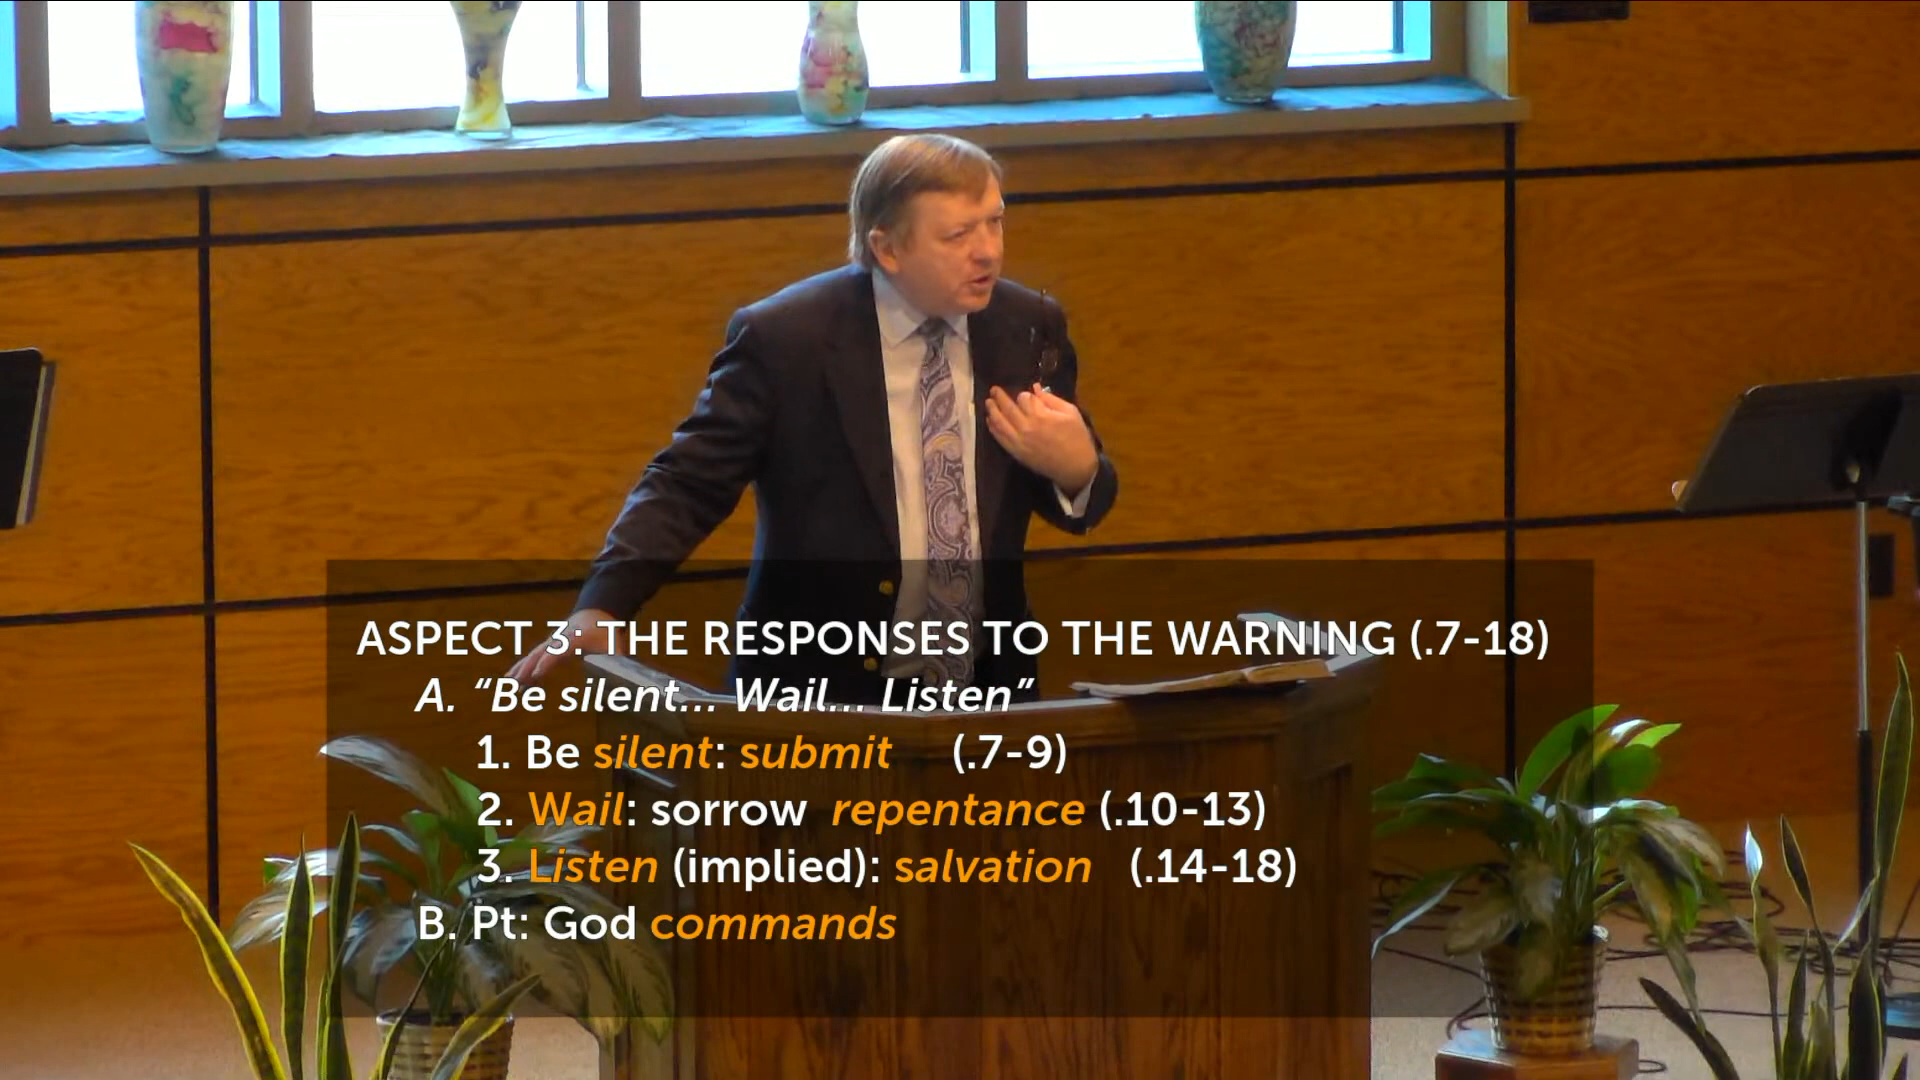 ASPECT 3: THE RESPONSES TO THE WARNING (.7-18)
A. “Be silent... Wail... Listen”
1. Be silent: submit (.7-9)
2. Wail: sorrow repentance (.10-13)
3. Listen (implied): salvation (.14-18)
B. Pt: God commands